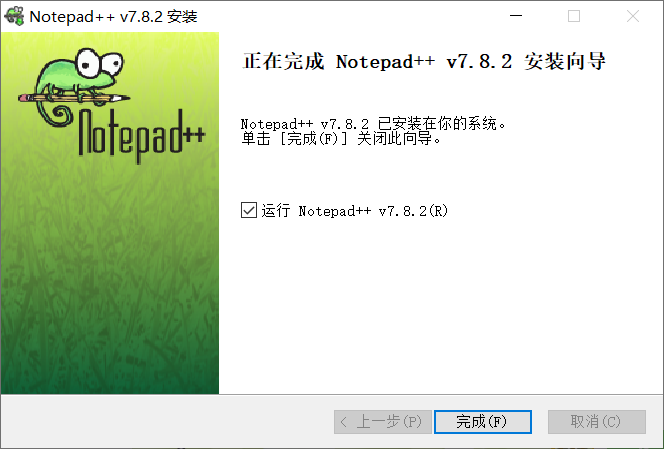 Notepad++ v7.8.2 安装
Notepad++
正在完成 Notepad++ v7.8.2 安装向导
Notepad++ v7.8.2 已安装在你的系统。
单击 [完成(F)] 关闭此向导。
运行 Notepad++ v7.8.2(R)
< 上一步(P)
完成(F)
取消(C)